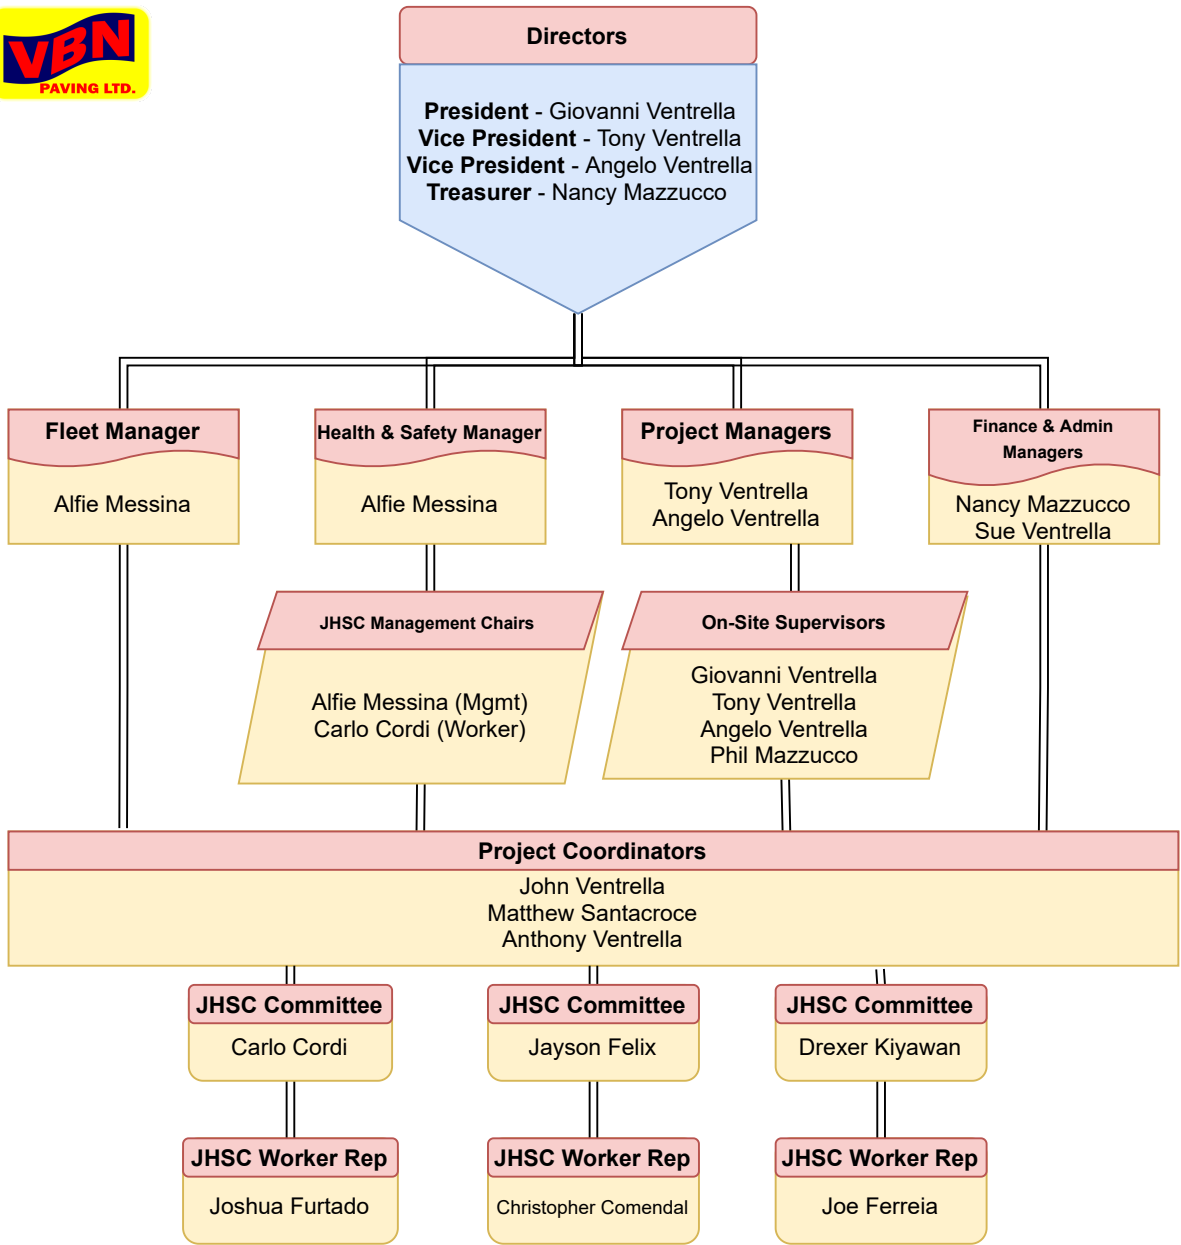 VBN
PAVING LTD.
Directors
President - Giovanni Ventrella
Vice President - Tony Ventrella
Vice President - Angelo Ventrella
Treasurer - Nancy Mazzucco
Fleet Manager
Alfie Messina
Health & Safety Manager
Alfie Messina
Project Managers
Tony Ventrella
Angelo Ventrella
Finance & Admin
Managers
Nancy Mazzucco
Sue Ventrella
JHSC Management Chairs
Alfie Messina (Mgmt)
Carlo Cordi (Worker)
On-Site Supervisors
Giovanni Ventrella
Tony Ventrella
Angelo Ventrella
Phil Mazzucco
Project Coordinators
John Ventrella
Matthew Santacroce
Anthony Ventrella
JHSC Committee
Carlo Cordi
JHSC Committee
Jayson Felix
JHSC Committee
Drexer Kiyawan
JHSC Worker Rep
Joshua Furtado
JHSC Worker Rep
Christopher Comendal
JHSC Worker Rep
Joe Ferreia